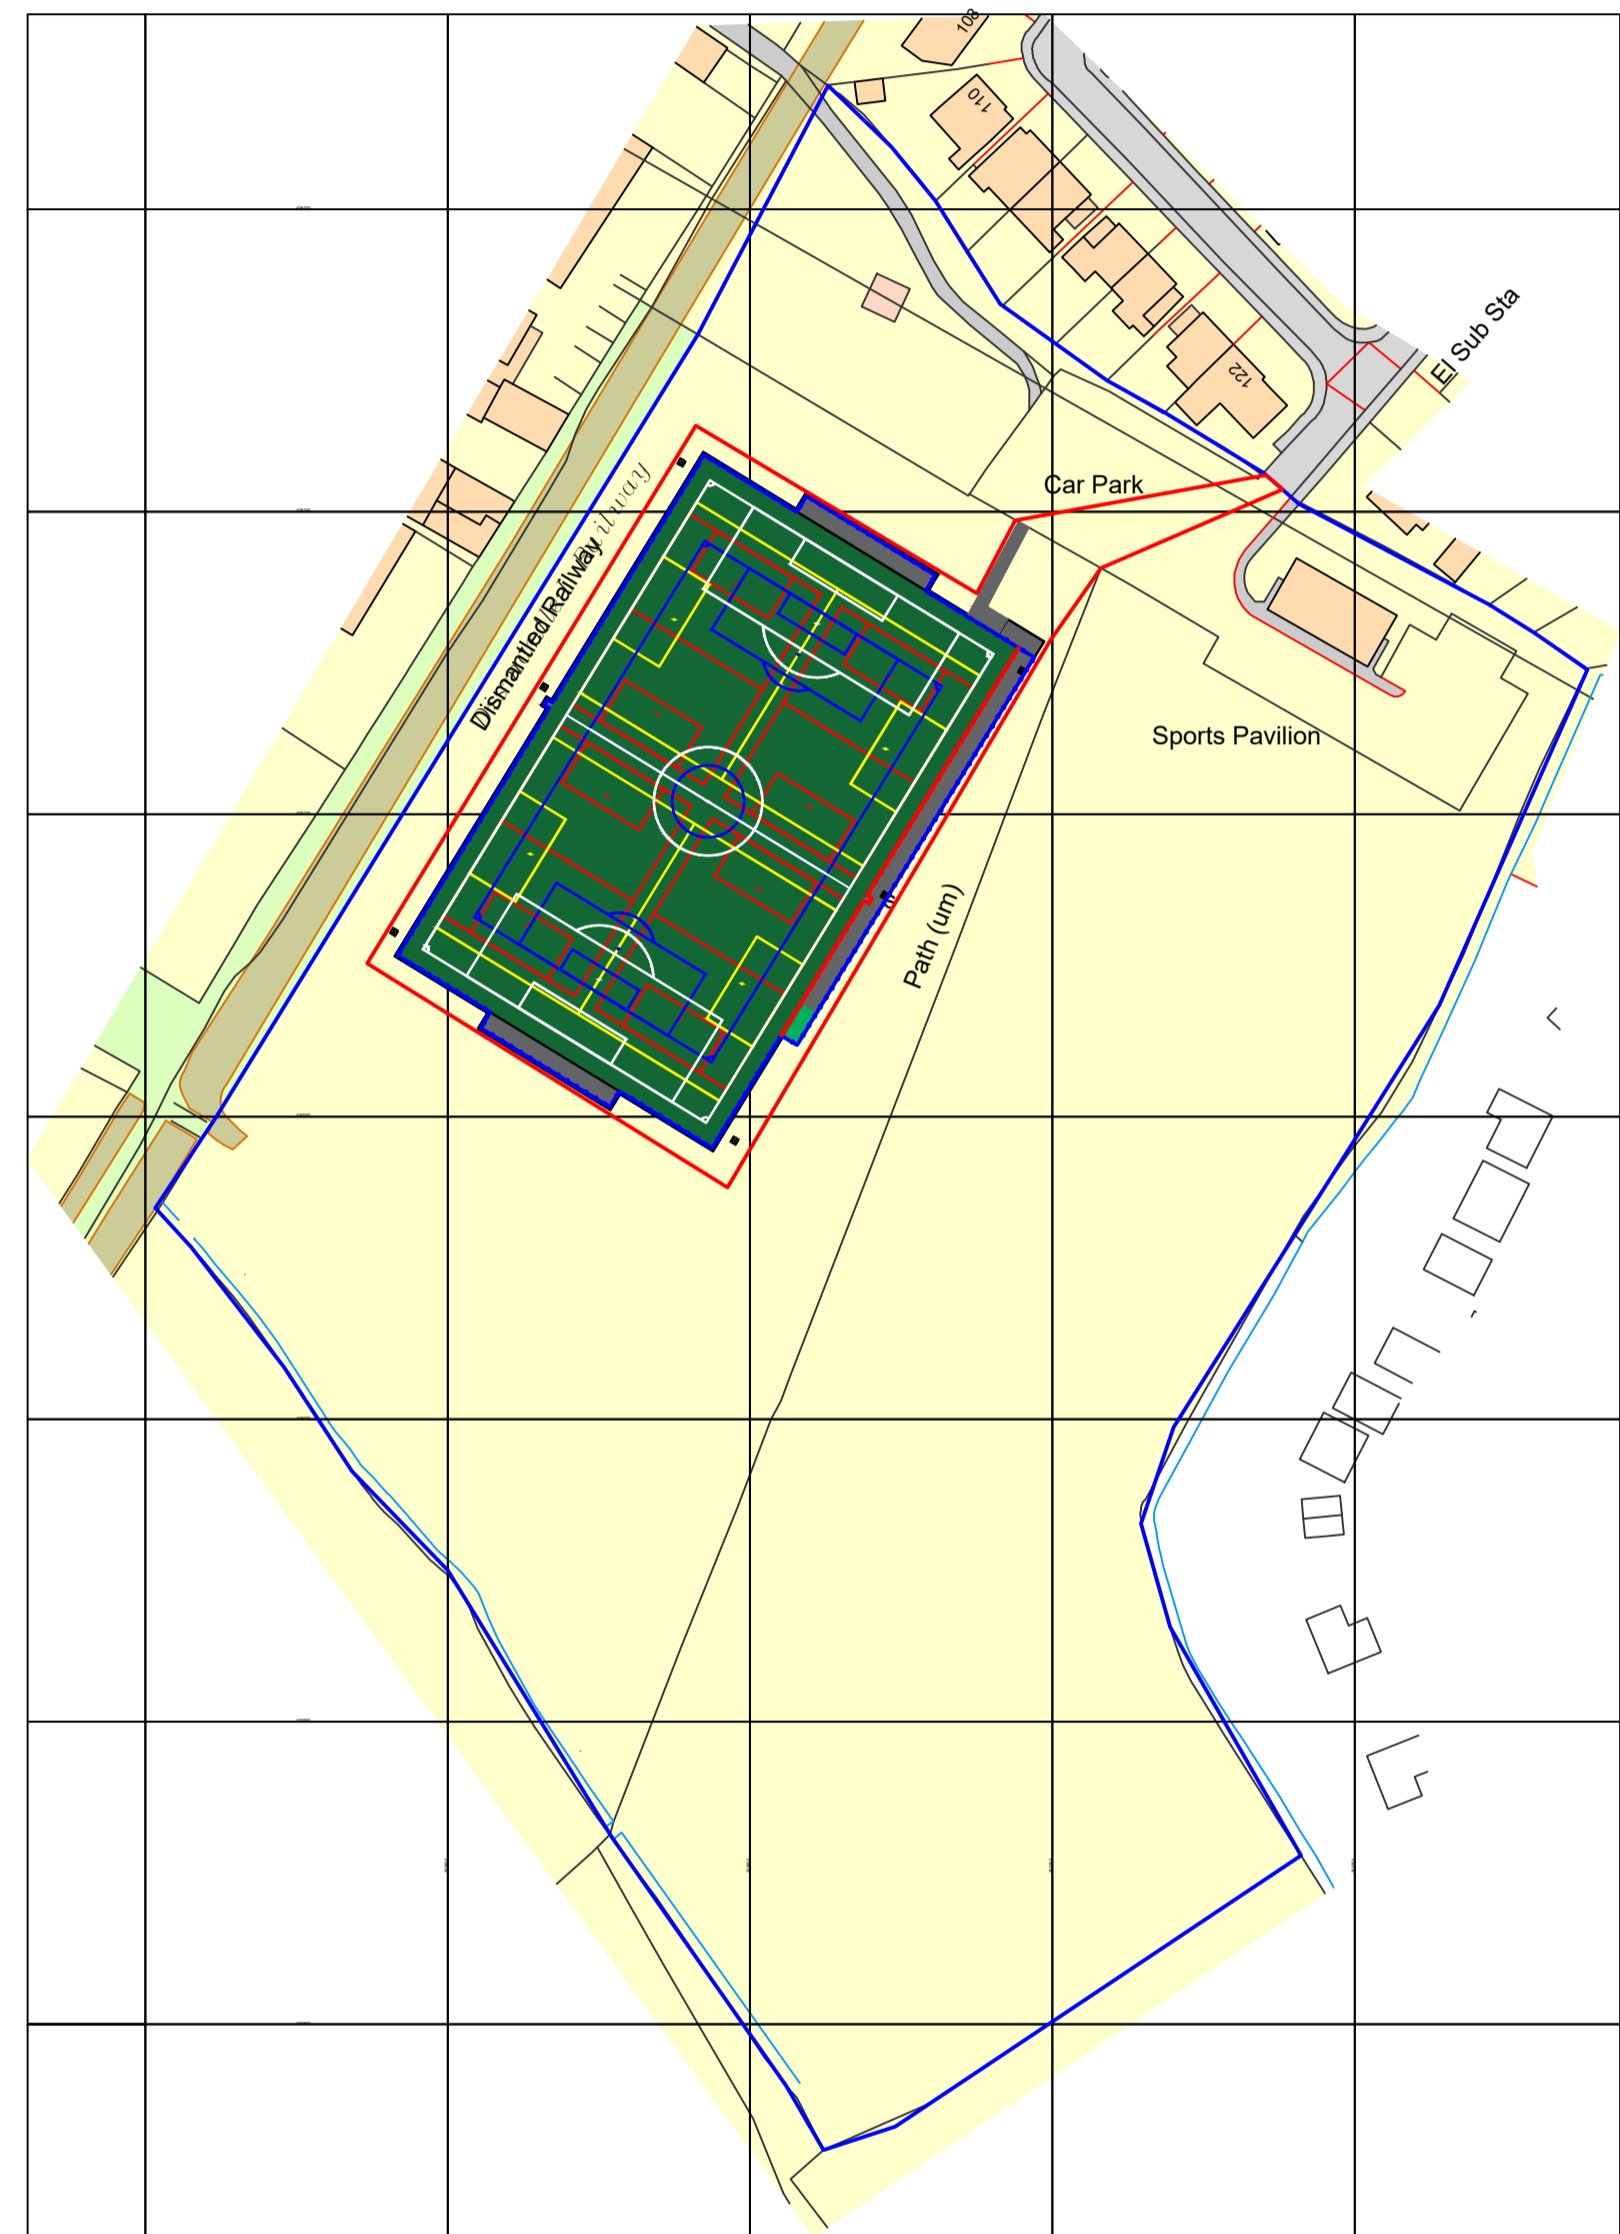 108
110
122
El Sub Sta
Car Park
Dismantled Railway
Sports Pavilion
Path (um)